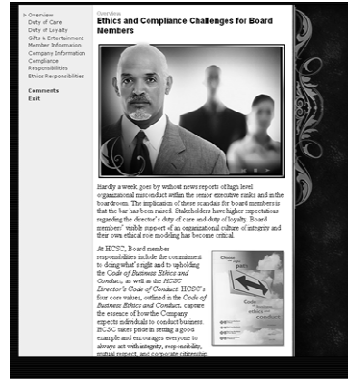 > Overview
Duty of Care
Duty of Loyalty
Gifts & Entertainment
Member Information
Company Information
Compliance
Responsibilities
Ethics Responsibilities
Comments
Exit
Overview
Ethics and Compliance Challenges for Board
Members
Hardly a week goes by without news reports of high level
organizational misconduct within the senior executive ranks and in the
boardroom. The implication of these scandals for board members is
that the bar has been raised. Stakeholders have higher expectations
regarding the director's duty of care and duty of loyalty. Board
members' visible support of an organizational culture of integrity and
their own ethical role modeling has become critical.
At HCSC, Board member
responsibilities include the commitment
to doing what's right and to upholding
the Code of Business Ethics and
Conduct, as well as the HCSC
Director's Code of Conduct. HCSC's
four core values, outlined in the Code of
Business Ethics and Conduct, capture
the essence of how the Company
expects individuals to conduct business.
HCSC takes pride in setting a good
example and encourages everyone to
always act with integrity, responsibility,
mutual respect, and corporate citizenship
path
Code
business
ethics
conduct